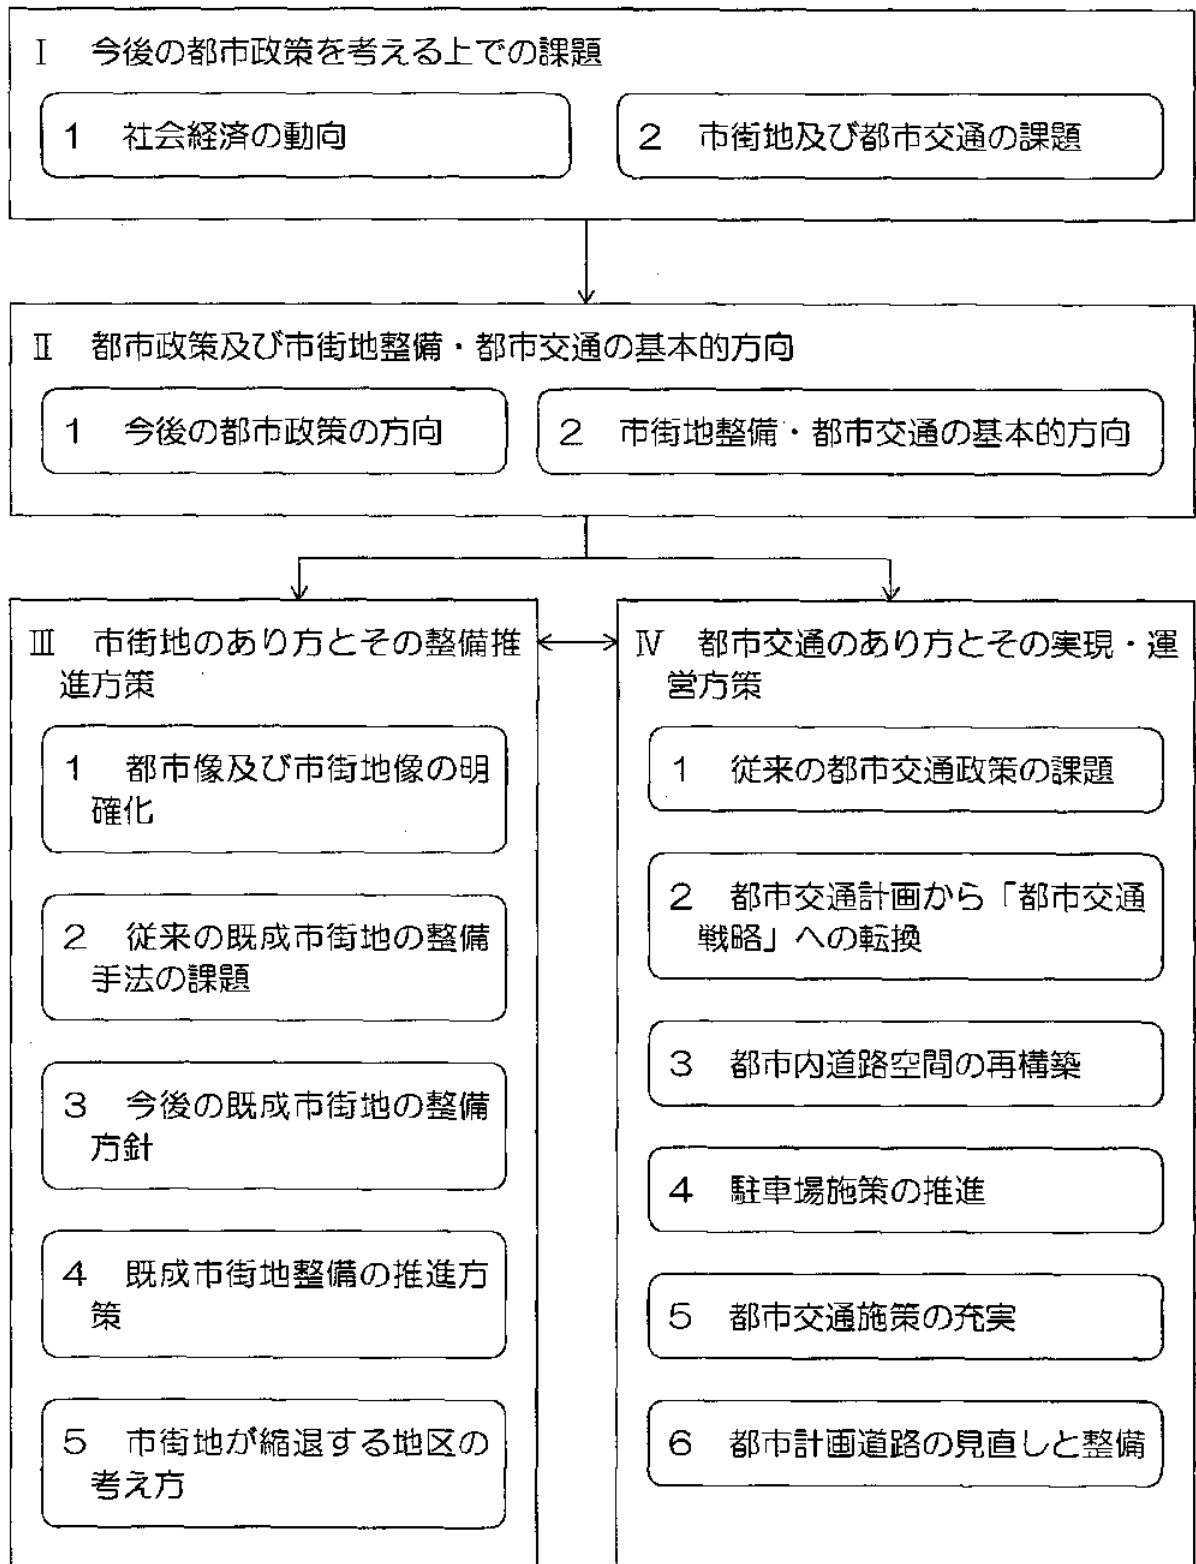 Ⅰ　今後の都市政策を考える上での課題
1　社会経済の動向
2　市街地及び都市交通の課題
Ⅱ　都市政策及び市街地整備・都市交通の基本的方向
1　今後の都市政策の方向
2　市街地整備・都市交通の基本的方向
Ⅲ　市街地のあり方とその整備推
進方策
1　都市像及び市街地像の明
確化
2　従来の既成市街地の整備
手法の課題
3　今後の既成市街地の整備
方針
4　既成市街地整備の推進方
策
5　市街地が縮退する地区の
考え方
Ⅳ　都市交通のあり方とその実現・運
営方策
1　従来の都市交通政策の課題
2　都市交通計画から「都市交通
戦略」への転換
3　都市内道路空間の再構築
4　駐車場施策の推進
5　都市交通施策の充実
6　都市計画道路の見直しと整備